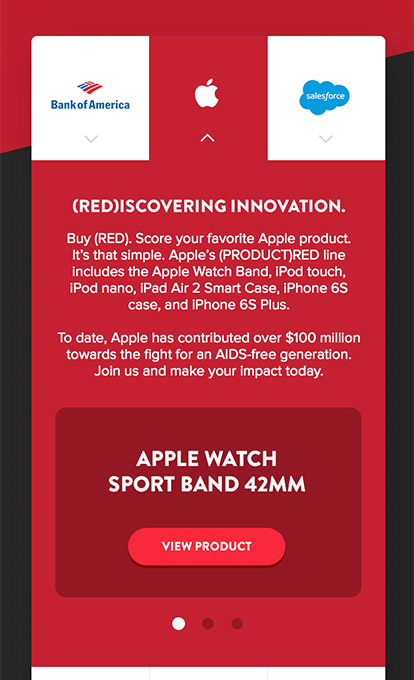 Bank of America
salesforce
(RED)ISCOVERING INNOVATION.
Buy (RED). Score your favorite Apple product.
It's that simple. Apple's (PRODUCT)RED line
includes the Apple Watch Band, iPod touch,
iPod nano, iPad Air 2 Smart Case, iPhone 6S
case, and iPhone 6S Plus.
To date, Apple has contributed over $100 million
towards the fight for an AIDS-free generation.
Join us and make your impact today.
APPLE WATCH
SPORT BAND 42MM
VIEW PRODUCT